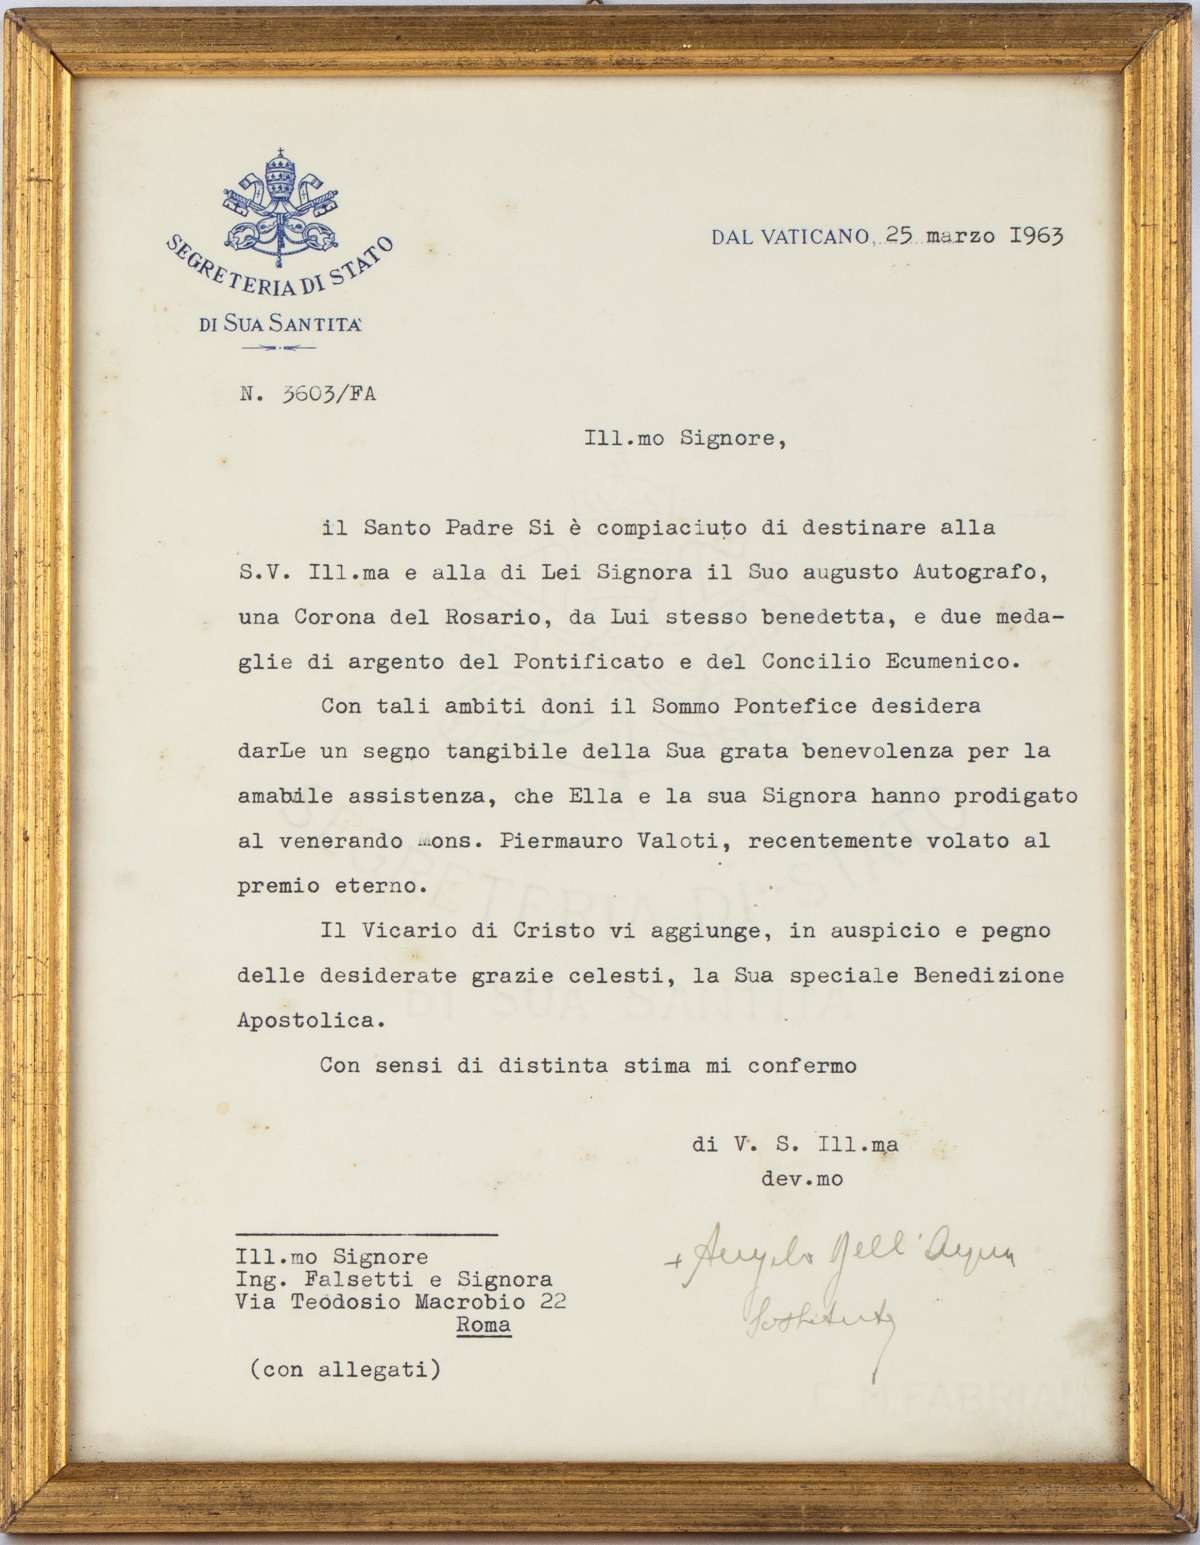 SEGRETERIA DI STATO
DI SUA SANTITA'
DAL VATICANO, 25 marzo 1963
N. 3603/FA
Ill.mo Signore,
il Santo Padre Si è compiaciuto di destinare alla
S.V. Ill.ma e alla di Lei Signora il Suo augusto Autografo,
una Corona del Rosario, da Lui stesso benedetta, e due meda-
glie di argento del Pontificato e del Concilio Ecumenico.
Con tali ambiti doni il Sommo Pontefice desidera
darLe un segno tangibile della Sua grata benevolenza per la
amabile assistenza, che Ella e la sua Signora hanno prodigato
al venerando mons. Piermauro Valoti, recentemente volato al
premio eterno.
Il Vicario di Cristo vi aggiunge, in auspicio e pegno
delle desiderate grazie celesti, la Sua speciale Benedizione
Apostolica.
Con sensi di distinta stima mi confermo
di V. S. Ill.ma
dev.mo
+ Angelo Dell'Acqua
Sostituto
Ill.mo Signore
Ing. Falsetti e Signora
Via Teodosio Macrobio 22
Roma
(con allegati)
SEGRETERIA DI STATO
DI SUA SANTITA
FABRIANO